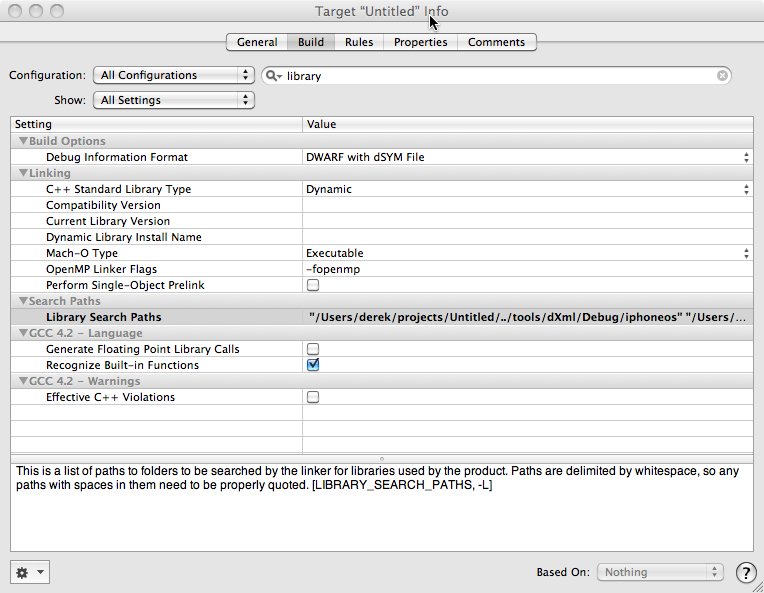 Target "Untitled" Info
General Build Rules Properties Comments
Configuration: All Configurations library
Show: All Settings
Setting Value
Build Options
Debug Information Format DWARF with dSYM File
Linking
C++ Standard Library Type Dynamic
Compatibility Version
Current Library Version
Dynamic Library Install Name
Mach-O Type Executable
OpenMP Linker Flags -fopenmp
Perform Single-Object Prelink
Search Paths
Library Search Paths "/Users/derek/projects/Untitled/../tools/dXml/Debug/iphoneos" "/Users/...
GCC 4.2 - Language
Generate Floating Point Library Calls
Recognize Built-in Functions
GCC 4.2 - Warnings
Effective C++ Violations
This is a list of paths to folders to be searched by the linker for libraries used by the product. Paths are delimited by whitespace, so any
paths with spaces in them need to be properly quoted. [LIBRARY_SEARCH_PATHS, -L]
Based On: Nothing ?